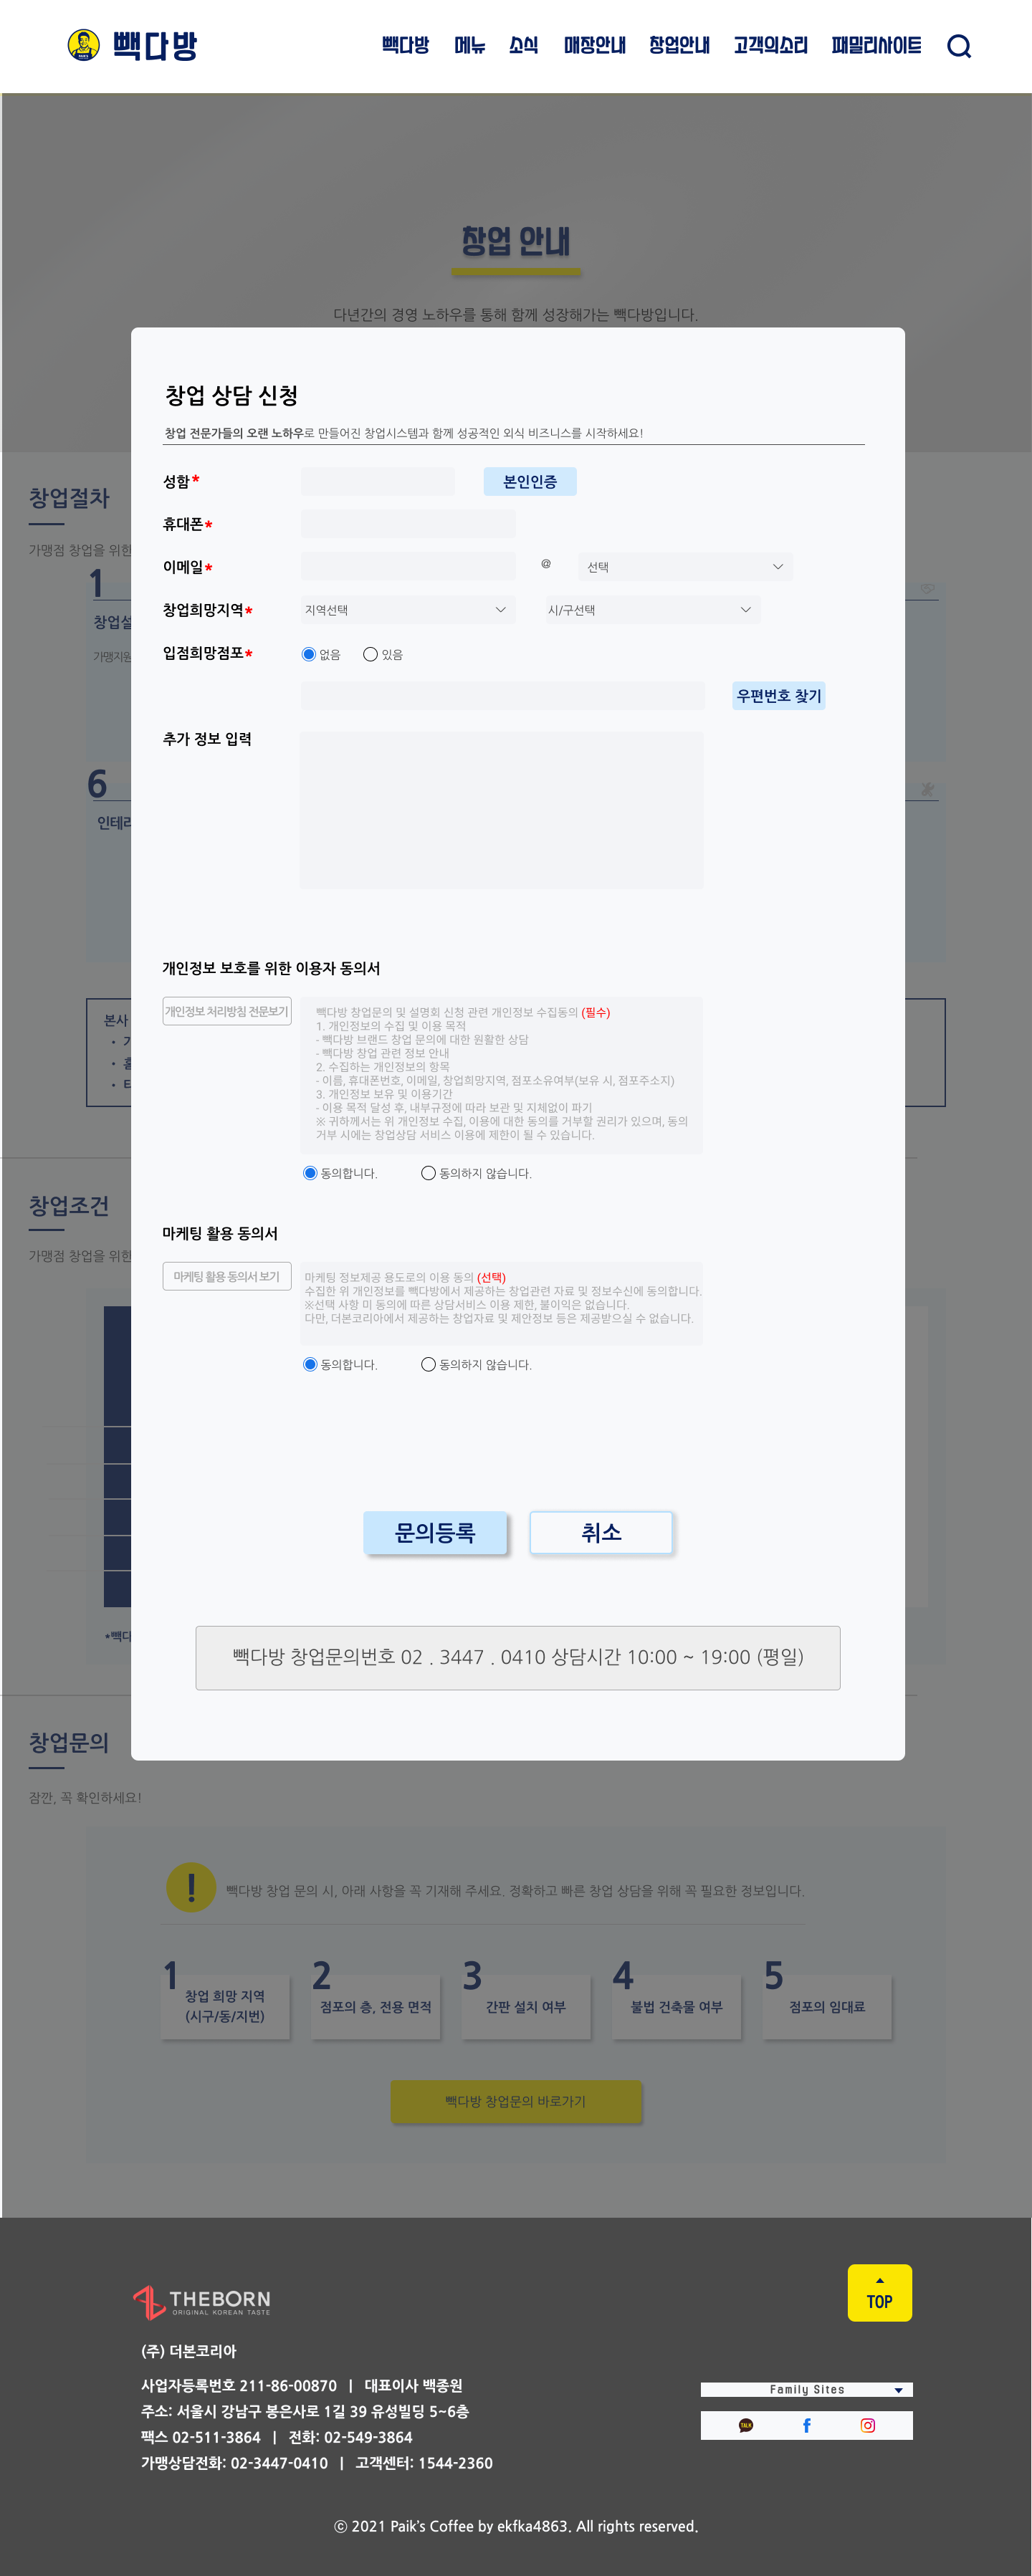 빽다방
빽다방 메뉴 소식 매장안내 창업안내 고객의소리 패밀리사이트
창업 안내
다년간의 경영 노하우를 통해 함께 성장해가는 빽다방입니다.
창업 상담 신청
창업 전문가들의 오랜 노하우로 만들어진 창업시스템과 함께 성공적인 외식 비즈니스를 시작하세요!
성함* 본인인증
휴대폰*
이메일* @ 선택
창업희망지역* 지역선택 시/구선택
입점희망점포* 없음 있음
우편번호 찾기
추가 정보 입력
개인정보 보호를 위한 이용자 동의서
개인정보 처리방침 전문보기
빽다방 창업문의 및 설명회 신청 관련 개인정보 수집동의 (필수)
1. 개인정보의 수집 및 이용 목적
- 빽다방 브랜드 창업 문의에 대한 원활한 상담
- 빽다방 창업 관련 정보 안내
2. 수집하는 개인정보의 항목
- 이름, 휴대폰번호, 이메일, 창업희망지역, 점포소유여부(보유 시, 점포주소지)
3. 개인정보 보유 및 이용기간
- 이용 목적 달성 후, 내부규정에 따라 보관 및 지체없이 파기
※ 귀하께서는 위 개인정보 수집, 이용에 대한 동의를 거부할 권리가 있으며, 동의
거부 시에는 창업상담 서비스 이용에 제한이 될 수 있습니다.
동의합니다. 동의하지 않습니다.
마케팅 활용 동의서
마케팅 활용 동의서 보기
마케팅 정보제공 용도로의 이용 동의 (선택)
수집한 위 개인정보를 빽다방에서 제공하는 창업관련 자료 및 정보수신에 동의합니다.
※선택 사항 미 동의에 따른 상담서비스 이용 제한, 불이익은 없습니다.
다만, 더본코리아에서 제공하는 창업자료 및 제안정보 등은 제공받으실 수 없습니다.
동의합니다. 동의하지 않습니다.
문의등록 취소
빽다방 창업문의번호 02 . 3447 . 0410 상담시간 10:00 ~ 19:00 (평일)
창업절차
가맹점 창업을 위한
1
창업설
가맹지원
6
인테리
본사
창업조건
가맹점 창업을 위한
*빽다
창업문의
잠깐, 꼭 확인하세요!
! 빽다방 창업 문의 시, 아래 사항을 꼭 기재해 주세요. 정확하고 빠른 창업 상담을 위해 꼭 필요한 정보입니다.
1 창업 희망 지역
(시구/동/지번)
2 점포의 층, 전용 면적
3 간판 설치 여부
4 불법 건축물 여부
5 점포의 임대료
빽다방 창업문의 바로가기
THEBORN
ORIGINAL KOREAN TASTE
TOP
(주) 더본코리아
사업자등록번호 211-86-00870 | 대표이사 백종원
주소: 서울시 강남구 봉은사로 1길 39 유성빌딩 5~6층
팩스 02-511-3864 | 전화: 02-549-3864
가맹상담전화: 02-3447-0410 | 고객센터: 1544-2360
Family Sites
TALK
ⓒ 2021 Paik's Coffee by ekfka4863. All rights reserved.